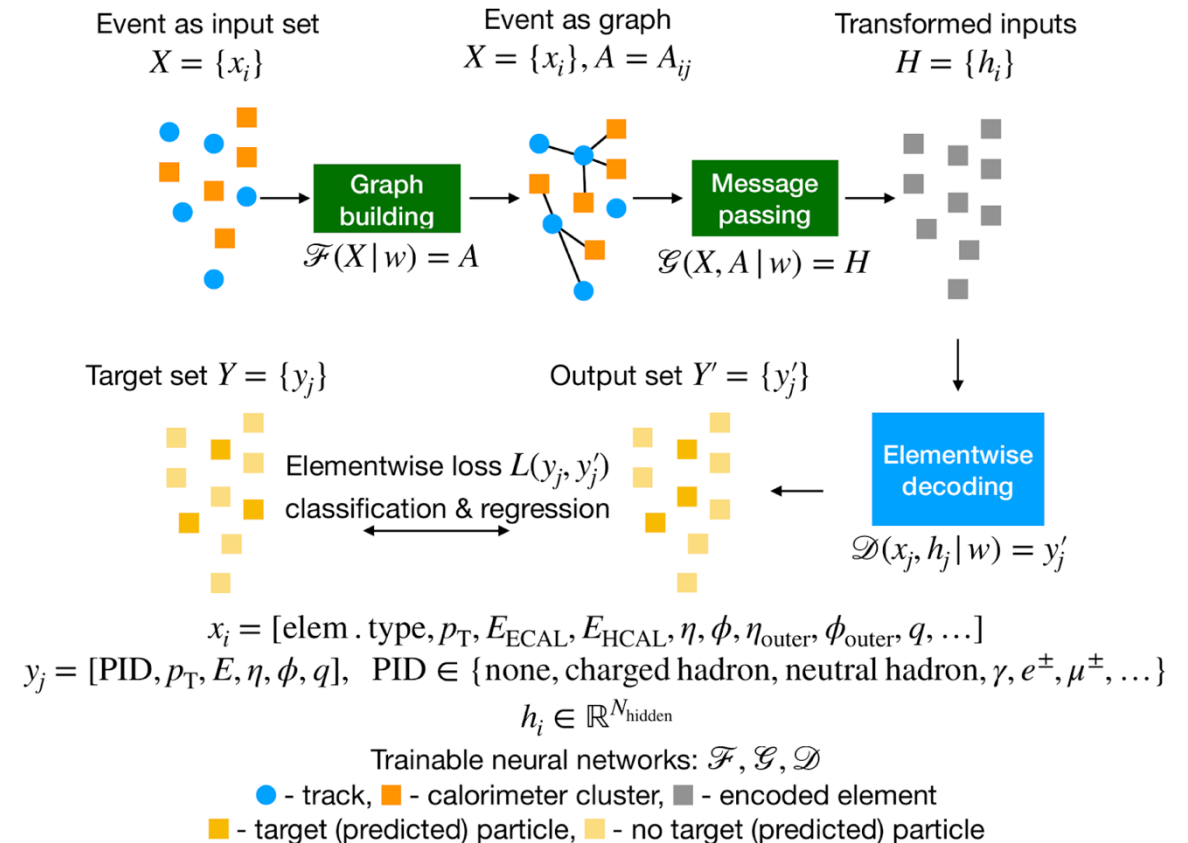 Event as input set
X = {x_i}
Event as graph
X = {x_i}, A = A_ij
Transformed inputs
H = {h_i}
Graph
building
ℱ(X | w) = A
Message
passing
𝒢(X, A | w) = H
Target set Y = {y_j}
Output set Y′ = {y′_j}
Elementwise loss L(y_j, y′_j)
classification & regression
Elementwise
decoding
𝒟(x_j, h_j | w) = y′_j
x_i = [elem . type, p_T, E_ECAL, E_HCAL, η, ϕ, η_outer, ϕ_outer, q, …]
y_j = [PID, p_T, E, η, ϕ, q], PID ∈ {none, charged hadron, neutral hadron, γ, e^±, μ^±, …}
h_i ∈ ℝ^N_hidden
Trainable neural networks: ℱ, 𝒢, 𝒟
- track, - calorimeter cluster, - encoded element
- target (predicted) particle, - no target (predicted) particle